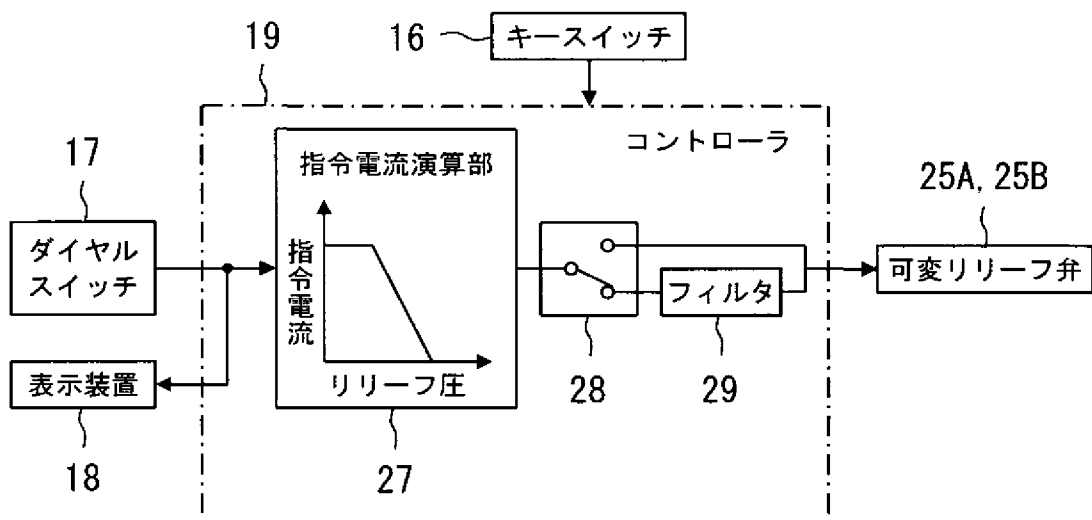 16
キースイッチ
19
コントローラ
17
ダイヤル
スイッチ
指令電流演算部
指令電流
リリーフ圧
27
28
フィルタ
29
25A, 25B
可変リリーフ弁
表示装置
18